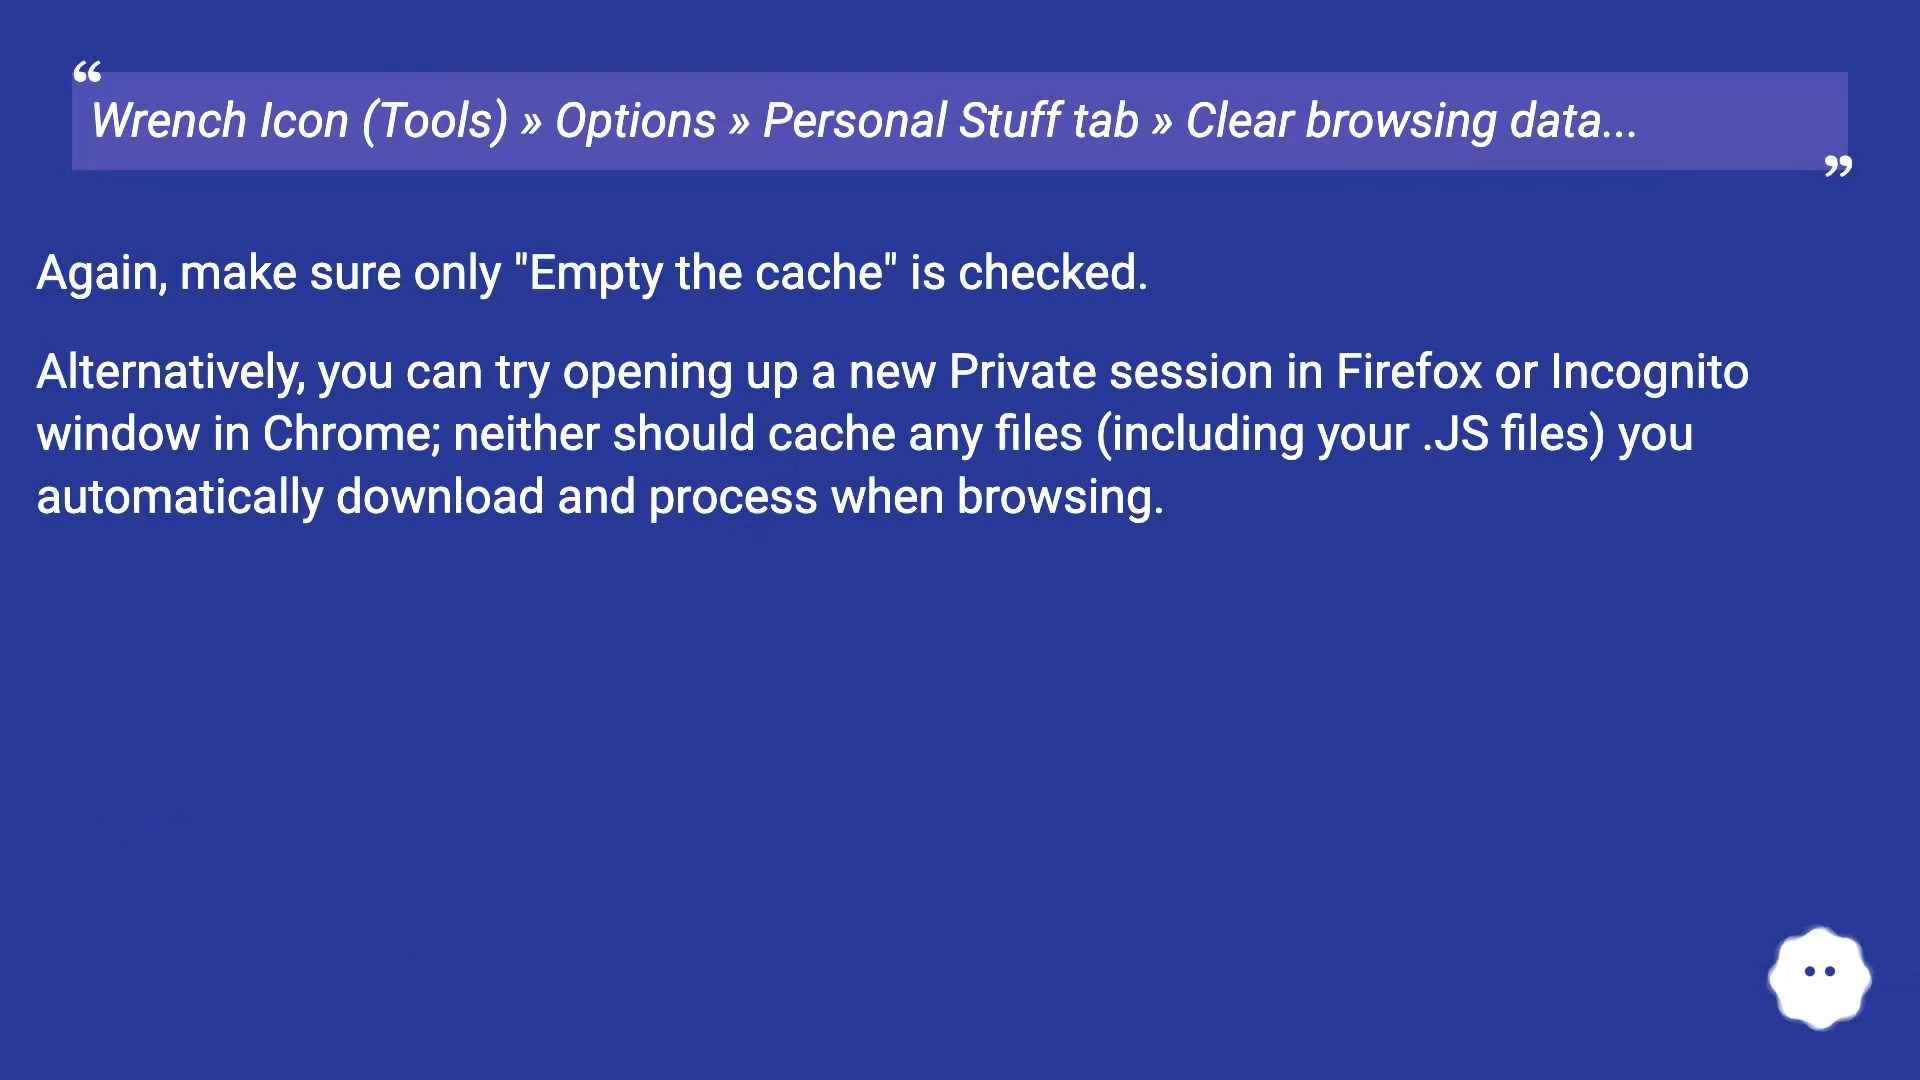 “
Wrench Icon (Tools) » Options » Personal Stuff tab » Clear browsing data...
”
Again, make sure only "Empty the cache" is checked.
Alternatively, you can try opening up a new Private session in Firefox or Incognito
window in Chrome; neither should cache any files (including your .JS files) you
automatically download and process when browsing.